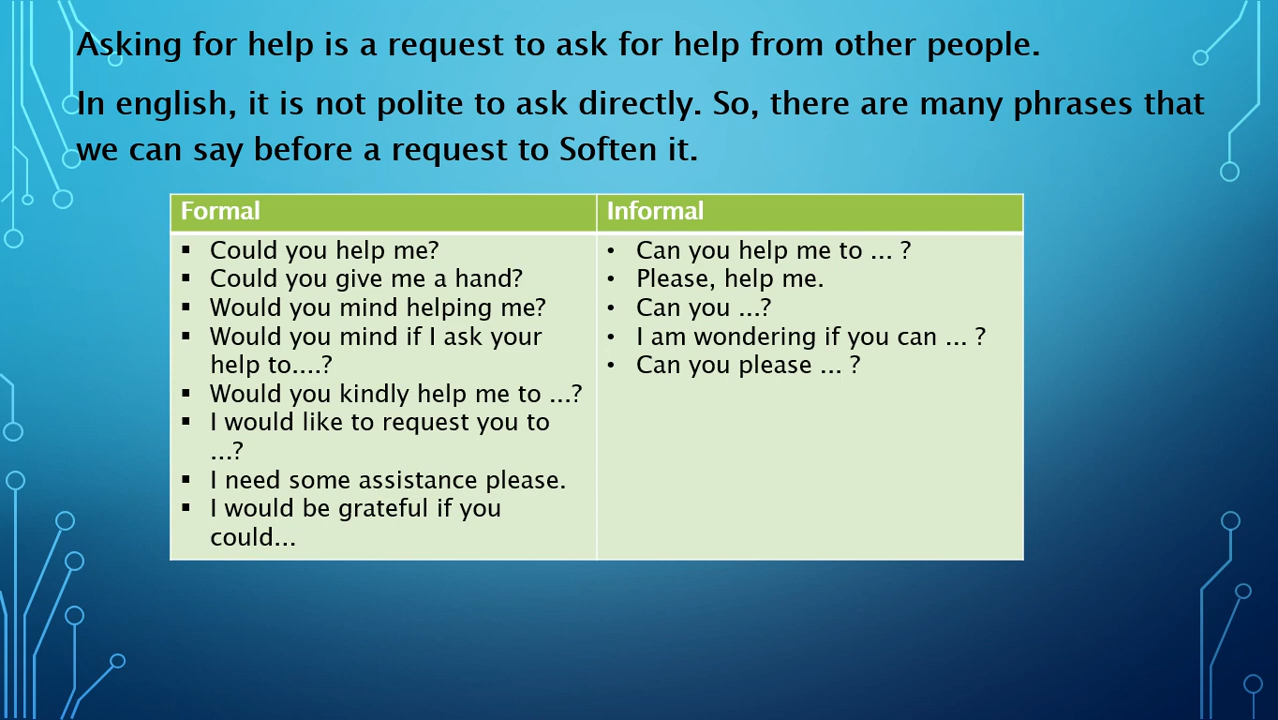 Asking for help is a request to ask for help from other people.
In english, it is not polite to ask directly. So, there are many phrases that
we can say before a request to Soften it.
Formal
▪ Could you help me?
▪ Could you give me a hand?
▪ Would you mind helping me?
▪ Would you mind if I ask your
help to....?
▪ Would you kindly help me to ...?
▪ I would like to request you to
...?
▪ I need some assistance please.
▪ I would be grateful if you
could...
Informal
• Can you help me to ... ?
• Please, help me.
• Can you ...?
• I am wondering if you can ... ?
• Can you please ... ?